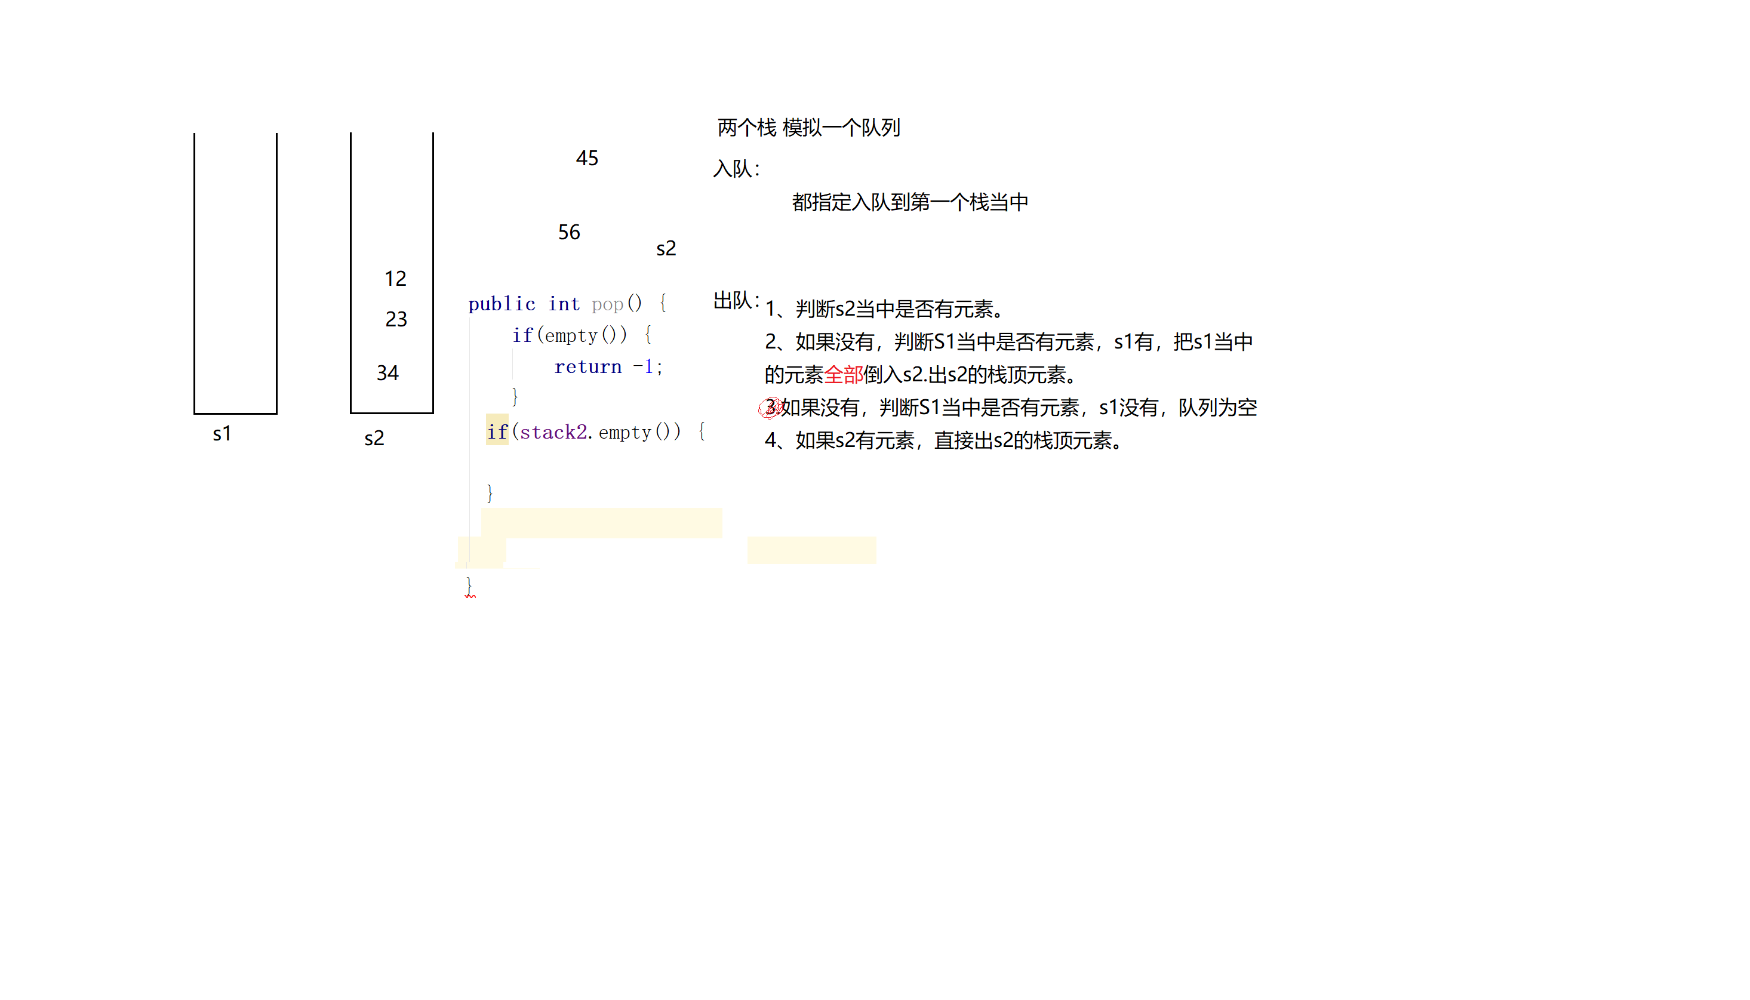 两个栈 模拟一个队列
45
入队：
都指定入队到第一个栈当中
56
s2
12
23
34
s1
s2
public int pop() {
if(empty()) {
return -1;
}
if(stack2.empty()) {
}
}
出队：
1、判断s2当中是否有元素。
2、如果没有，判断S1当中是否有元素，s1有，把s1当中
的元素全部倒入s2.出s2的栈顶元素。
3.如果没有，判断S1当中是否有元素，s1没有，队列为空
4、如果s2有元素，直接出s2的栈顶元素。